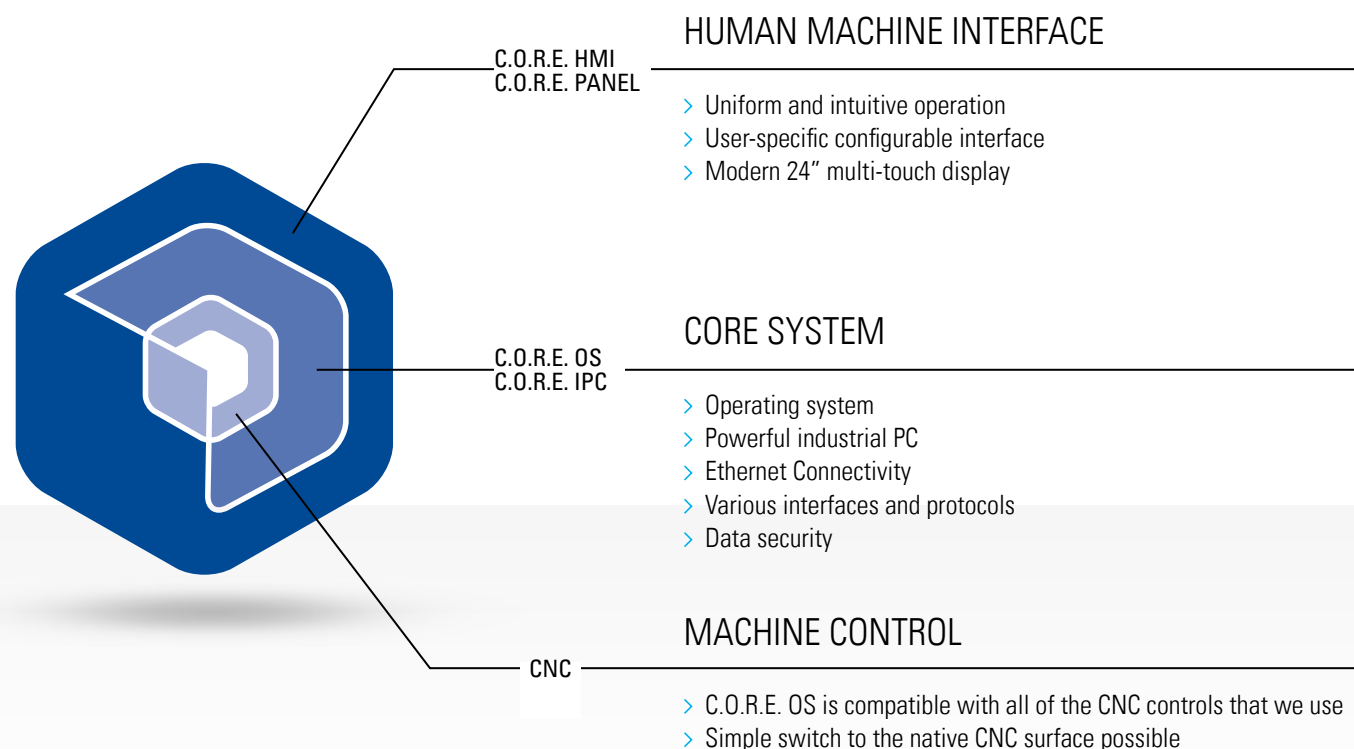 HUMAN MACHINE INTERFACE
C.O.R.E. HMI
C.O.R.E. PANEL
> Uniform and intuitive operation
> User-specific configurable interface
> Modern 24” multi-touch display
CORE SYSTEM
C.O.R.E. OS
C.O.R.E. IPC
> Operating system
> Powerful industrial PC
> Ethernet Connectivity
> Various interfaces and protocols
> Data security
MACHINE CONTROL
CNC
> C.O.R.E. OS is compatible with all of the CNC controls that we use
> Simple switch to the native CNC surface possible